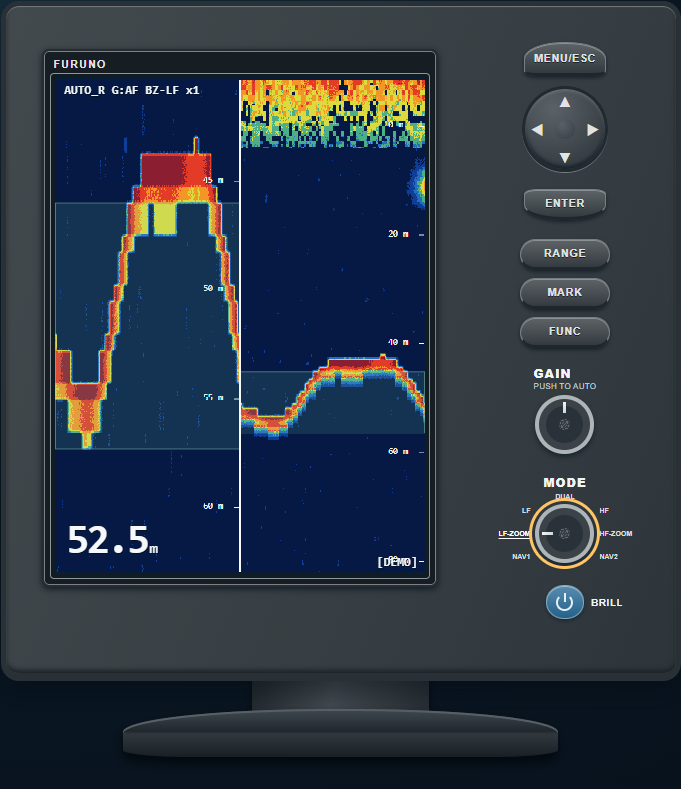 FURUNO
AUTO_R G:AF BZ-LF x1
45 m
50 m
55 m
60 m
20 m
40 m
60 m
52.5m
[DEMO]
MENU/ESC
ENTER
RANGE
MARK
FUNC
GAIN
PUSH TO AUTO
MODE
DUAL
LF
HF
LF-ZOOM
HF-ZOOM
NAV1
NAV2
BRILL